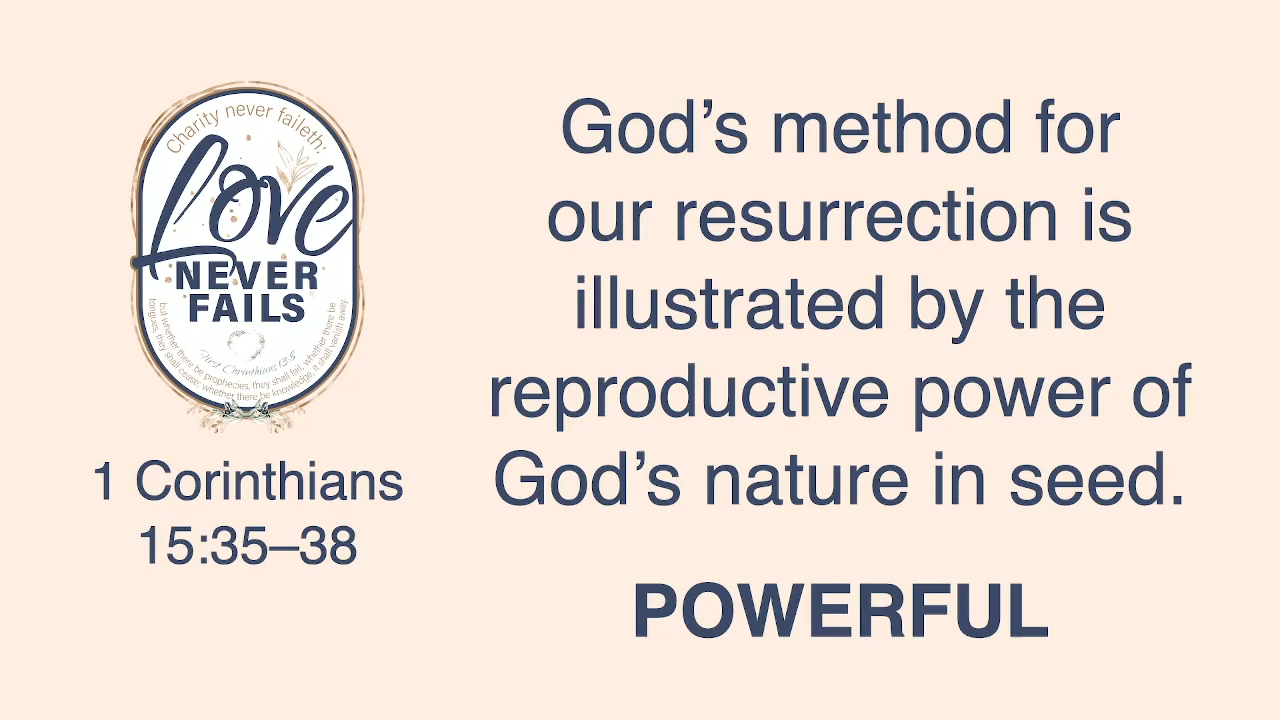 Charity never faileth:
Love
NEVER
FAILS
but whether there be prophecies, they shall fail; whether there be
tongues, they shall cease; whether there be knowledge, it shall vanish away.
First Corinthians 13:8
1 Corinthians
15:35–38
God’s method for
our resurrection is
illustrated by the
reproductive power of
God’s nature in seed.
POWERFUL